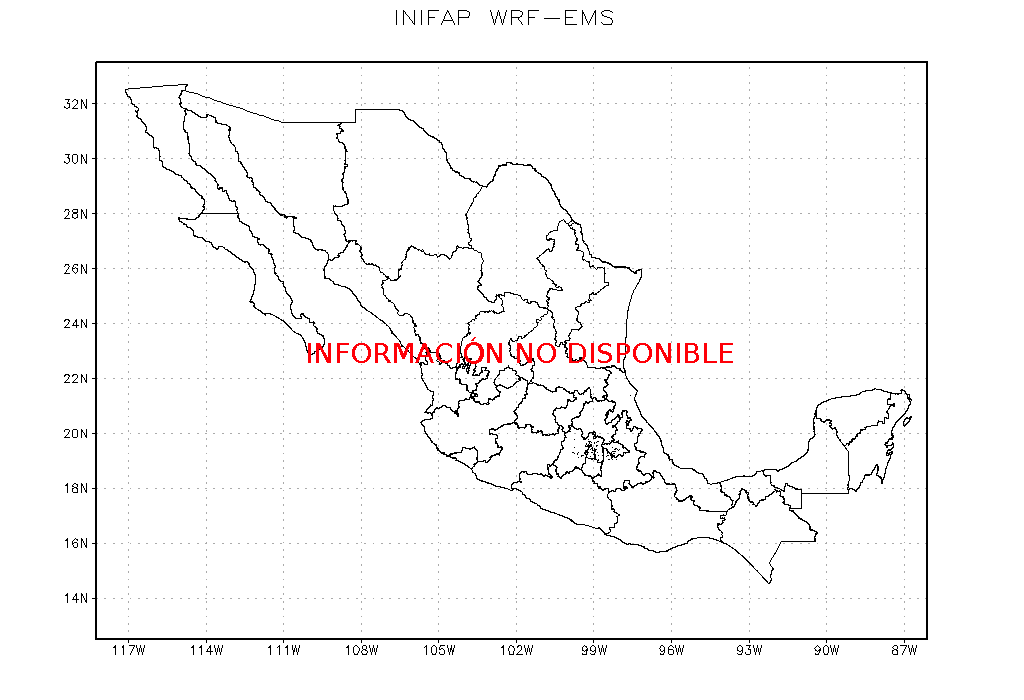 INIFAP WRF-EMS
32N
30N
28N
26N
24N
INFORMACIÓN NO DISPONIBLE
22N
20N
18N
16N
14N
117W 114W 111W 108W 105W 102W 99W 96W 93W 90W 87W